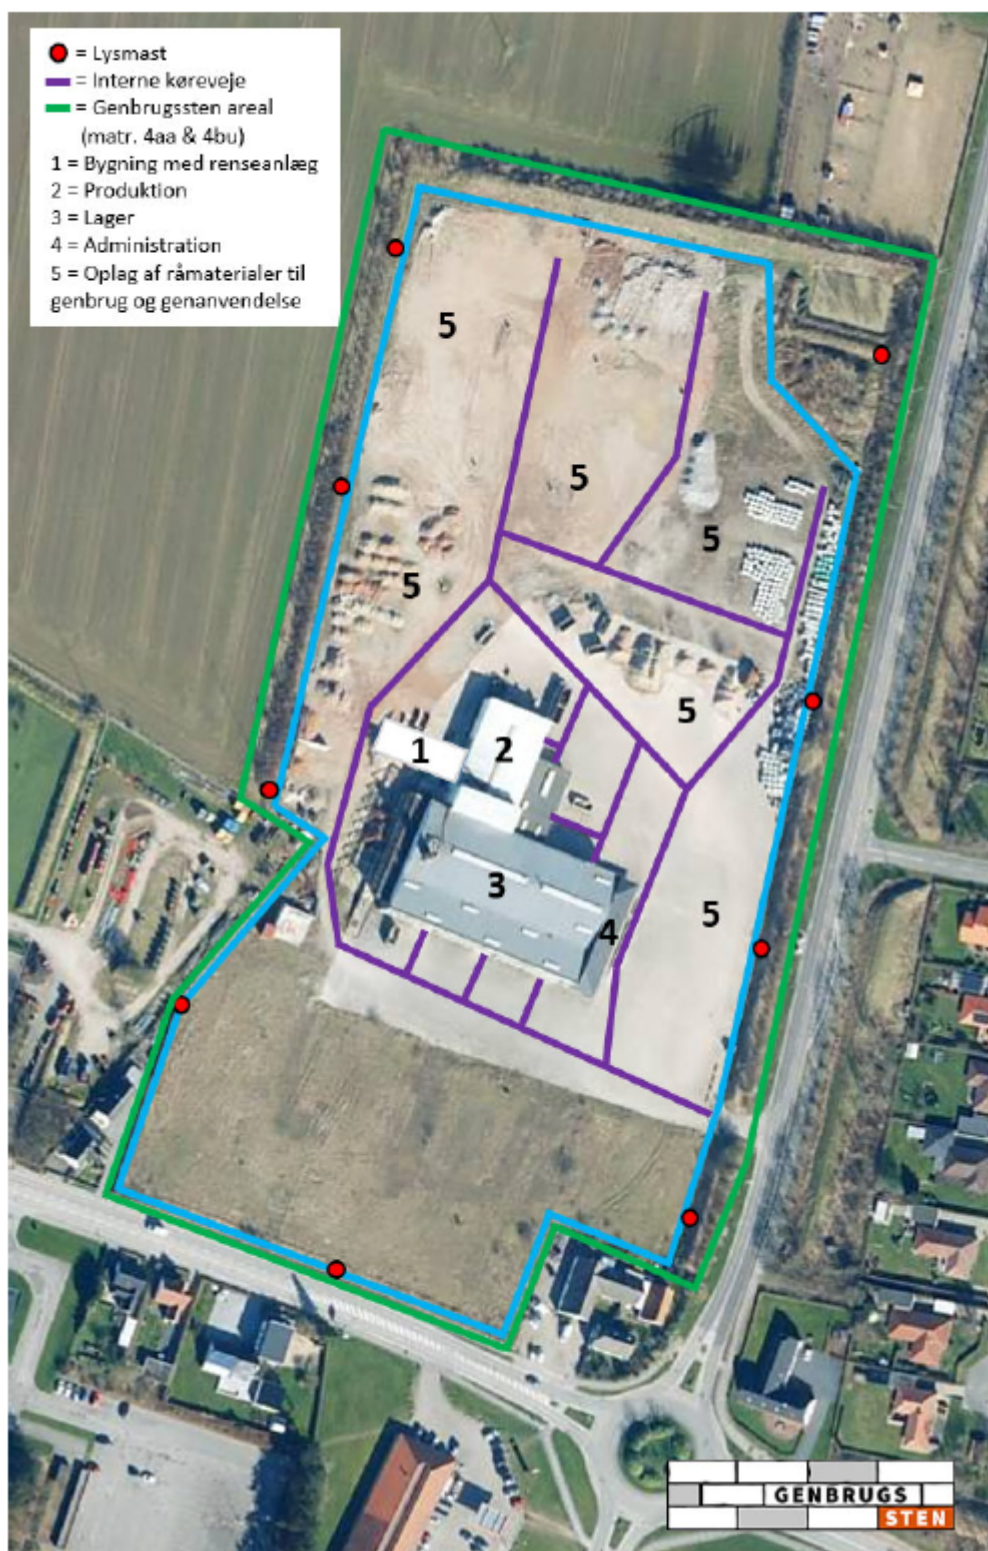 = Lysmast
= Interne køreveje
= Genbrugssten areal
(matr. 4aa & 4bu)
1 = Bygning med renseanlæg
2 = Produktion
3 = Lager
4 = Administration
5 = Oplag af råmaterialer til
genbrug og genanvendelse
5
5
5
5
5
1
2
3
4
5
GENBRUGS
STEN